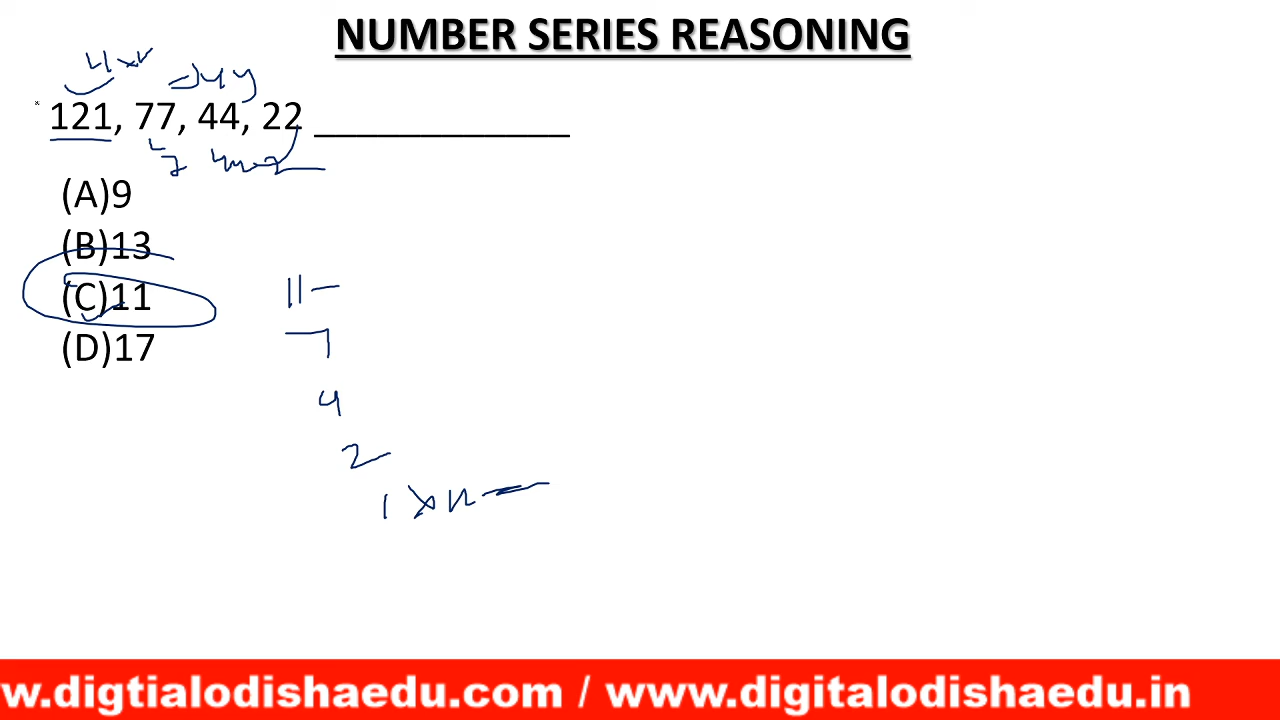 NUMBER SERIES REASONING
121, 77, 44, 22 ______________
(A)9
(B)13
(C)11
(D)17
11
7
4
2
w.digtialodishaedu.com / www.digitalodishaedu.in